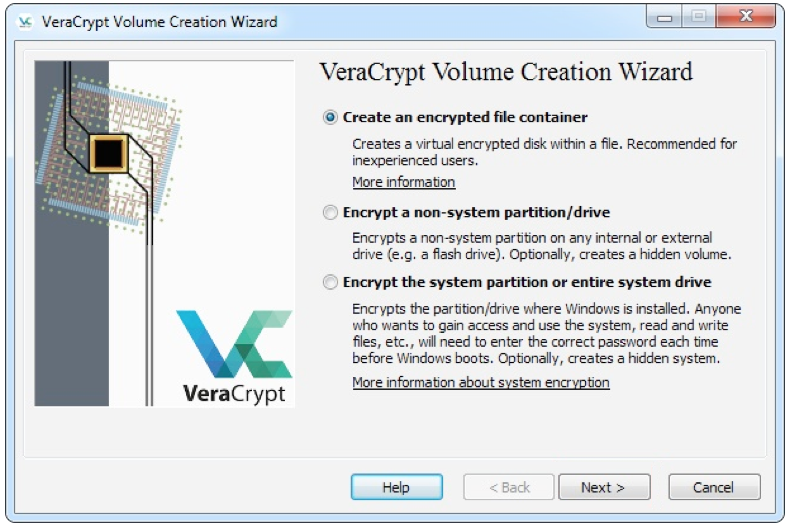 VeraCrypt Volume Creation Wizard
VeraCrypt Volume Creation Wizard
Create an encrypted file container
Creates a virtual encrypted disk within a file. Recommended for
inexperienced users.
More information
Encrypt a non-system partition/drive
Encrypts a non-system partition on any internal or external
drive (e.g. a flash drive). Optionally, creates a hidden volume.
Encrypt the system partition or entire system drive
Encrypts the partition/drive where Windows is installed. Anyone
who wants to gain access and use the system, read and write
files, etc., will need to enter the correct password each time
before Windows boots. Optionally, creates a hidden system.
More information about system encryption
VeraCrypt
Help
< Back
Next >
Cancel